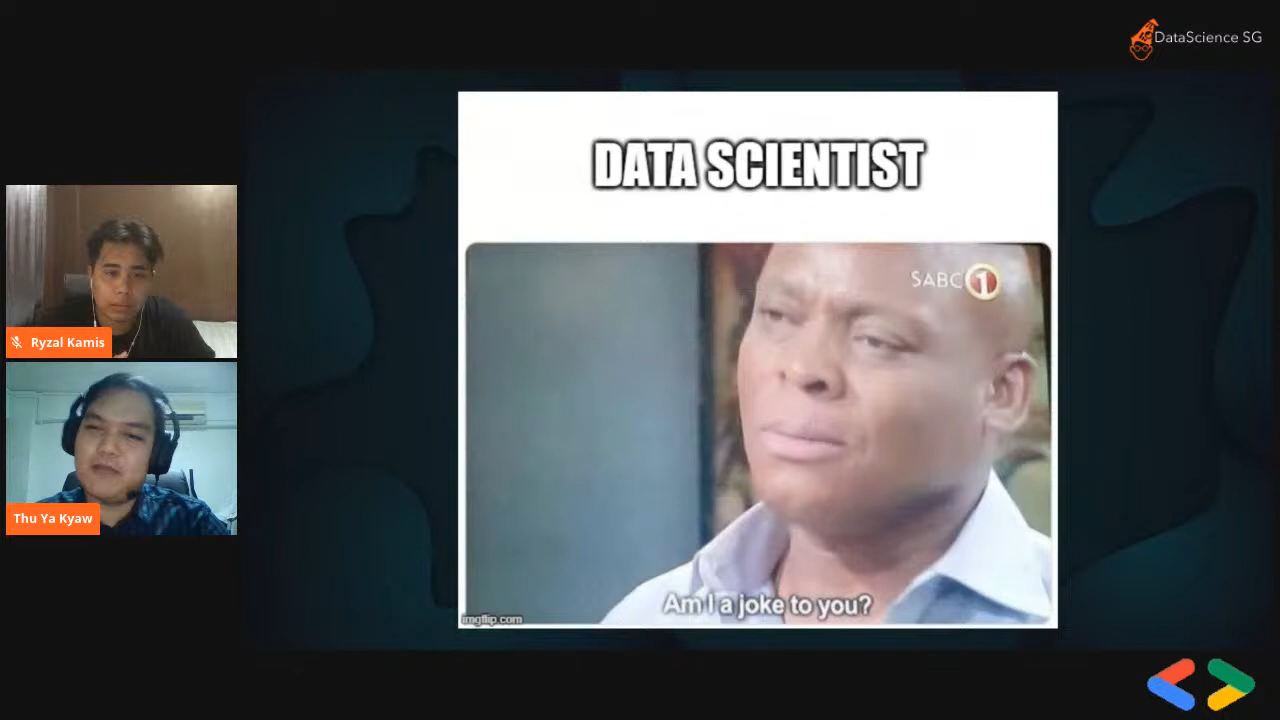 DataScience SG
DATA SCIENTIST
SABC 1
Ryzal Kamis
Thu Ya Kyaw
Am I a joke to you?
imgflip.com